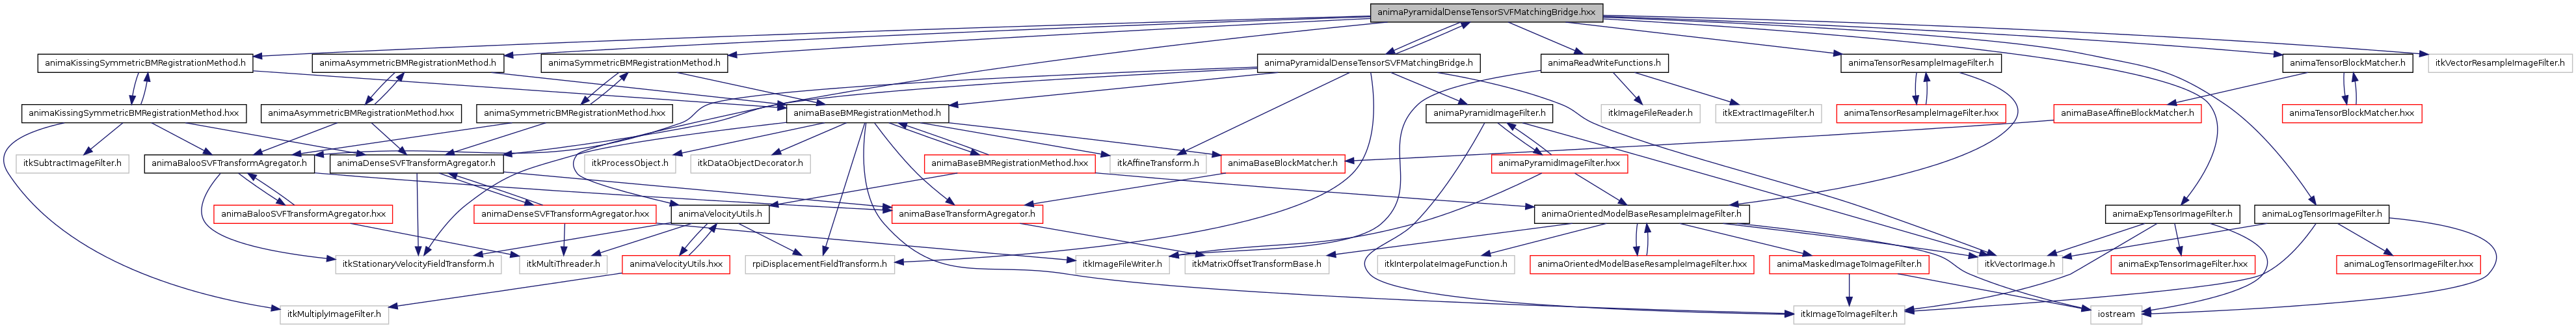 animaPyramidalDenseTensorSVFMatchingBridge.hxx
animaKissingSymmetricBMRegistrationMethod.h
animaAsymmetricBMRegistrationMethod.h
animaSymmetricBMRegistrationMethod.h
animaPyramidalDenseTensorSVFMatchingBridge.h
animaReadWriteFunctions.h
animaTensorResampleImageFilter.h
animaTensorBlockMatcher.h
itkVectorResampleImageFilter.h
animaKissingSymmetricBMRegistrationMethod.hxx
animaAsymmetricBMRegistrationMethod.hxx
animaSymmetricBMRegistrationMethod.hxx
animaBaseBMRegistrationMethod.h
animaPyramidImageFilter.h
itkImageFileReader.h
itkExtractImageFilter.h
animaTensorResampleImageFilter.hxx
animaBaseAffineBlockMatcher.h
animaTensorBlockMatcher.hxx
itkSubtractImageFilter.h
animaBalooSVFTransformAgregator.h
animaDenseSVFTransformAgregator.h
itkProcessObject.h
itkDataObjectDecorator.h
animaBaseBMRegistrationMethod.hxx
itkAffineTransform.h
animaBaseBlockMatcher.h
animaPyramidImageFilter.hxx
animaBalooSVFTransformAgregator.hxx
animaDenseSVFTransformAgregator.hxx
animaVelocityUtils.h
animaBaseTransformAgregator.h
animaOrientedModelBaseResampleImageFilter.h
animaExpTensorImageFilter.h
animaLogTensorImageFilter.h
itkStationaryVelocityFieldTransform.h
itkMultiThreader.h
animaVelocityUtils.hxx
rpiDisplacementFieldTransform.h
itkImageFileWriter.h
itkMatrixOffsetTransformBase.h
itkInterpolateImageFunction.h
animaOrientedModelBaseResampleImageFilter.hxx
animaMaskedImageToImageFilter.h
itkVectorImage.h
animaExpTensorImageFilter.hxx
animaLogTensorImageFilter.hxx
itkMultiplyImageFilter.h
itkImageToImageFilter.h
iostream